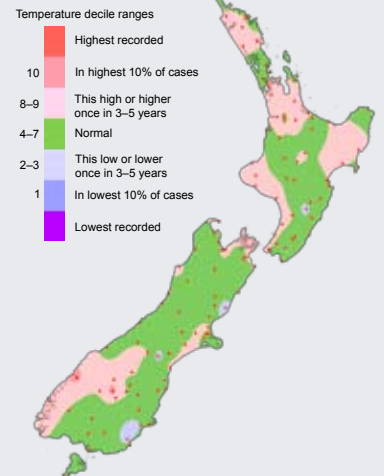 Temperature decile ranges
Highest recorded
10 In highest 10% of cases
8–9 This high or higher
once in 3–5 years
4–7 Normal
2–3 This low or lower
once in 3–5 years
1 In lowest 10% of cases
Lowest recorded